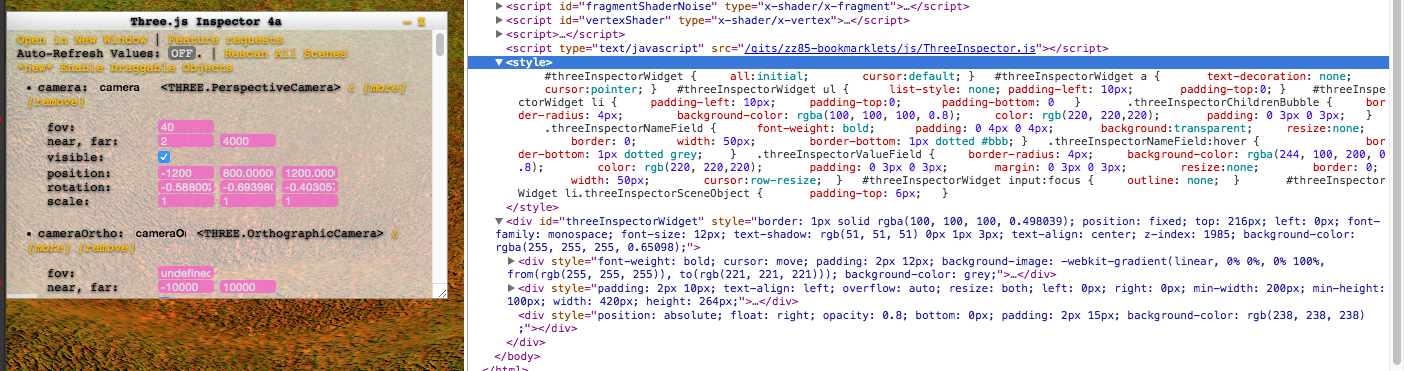 Three.js Inspector 4a
Open in New Window | Feature requests
Auto-Refresh Values: OFF. | Rescan All Scenes
*new* Enable Draggable Objects
• camera: camera <THREE.PerspectiveCamera> & [more]
[remove]
fov: 40
near, far: 2 4000
visible:
position: -1200 800.0000 1200.000
rotation: -0.58800 -0.69398 -0.403057
scale: 1 1 1
• cameraOrtho: cameraO <THREE.OrthographicCamera> &
[more] [remove]
fov: undefined
near, far: -10000 10000
▶<script id="fragmentShaderNoise" type="x-shader/x-fragment">…</script>
▶<script id="vertexShader" type="x-shader/x-vertex">…</script>
▶<script>…</script>
<script type="text/javascript" src="/gits/zz85-bookmarklets/js/ThreeInspector.js"></script>
▼<style>
#threeInspectorWidget { all:initial; cursor:default; } #threeInspectorWidget a { text-decoration: none;
cursor:pointer; } #threeInspectorWidget ul { list-style: none; padding-left: 10px; padding-top:0; } #threeInspe
ctorWidget li { padding-left: 10px; padding-top:0; padding-bottom: 0 } .threeInspectorChildrenBubble { bor
der-radius: 4px; background-color: rgba(100, 100, 100, 0.8); color: rgb(220, 220,220); padding: 0 3px 0 3px; }
.threeInspectorNameField { font-weight: bold; padding: 0 4px 0 4px; background:transparent; resize:none;
border: 0; width: 50px; border-bottom: 1px dotted #bbb; } .threeInspectorNameField:hover { bor
der-bottom: 1px dotted grey; } .threeInspectorValueField { border-radius: 4px; background-color: rgba(244, 100, 200, 0
.8); color: rgb(220, 220,220); padding: 0 3px 0 3px; margin: 0 3px 0 3px; resize:none; border: 0;
width: 50px; cursor:row-resize; } #threeInspectorWidget input:focus { outline: none; } #threeInspector
Widget li.threeInspectorSceneObject { padding-top: 6px; }
</style>
▼<div id="threeInspectorWidget" style="border: 1px solid rgba(100, 100, 100, 0.498039); position: fixed; top: 216px; left: 0px; font-
family: monospace; font-size: 12px; text-shadow: rgb(51, 51, 51) 0px 1px 3px; text-align: center; z-index: 1985; background-color:
rgba(255, 255, 255, 0.65098);">
▶<div style="font-weight: bold; cursor: move; padding: 2px 12px; background-image: -webkit-gradient(linear, 0% 0%, 0% 100%,
from(rgb(255, 255, 255)), to(rgb(221, 221, 221))); background-color: grey;">…</div>
▶<div style="padding: 2px 10px; text-align: left; overflow: auto; resize: both; left: 0px; right: 0px; min-width: 200px; min-height:
100px; width: 420px; height: 264px;">…</div>
<div style="position: absolute; float: right; opacity: 0.8; bottom: 0px; padding: 2px 15px; background-color: rgb(238, 238, 238)
;"></div>
</div>
</body>
</html>